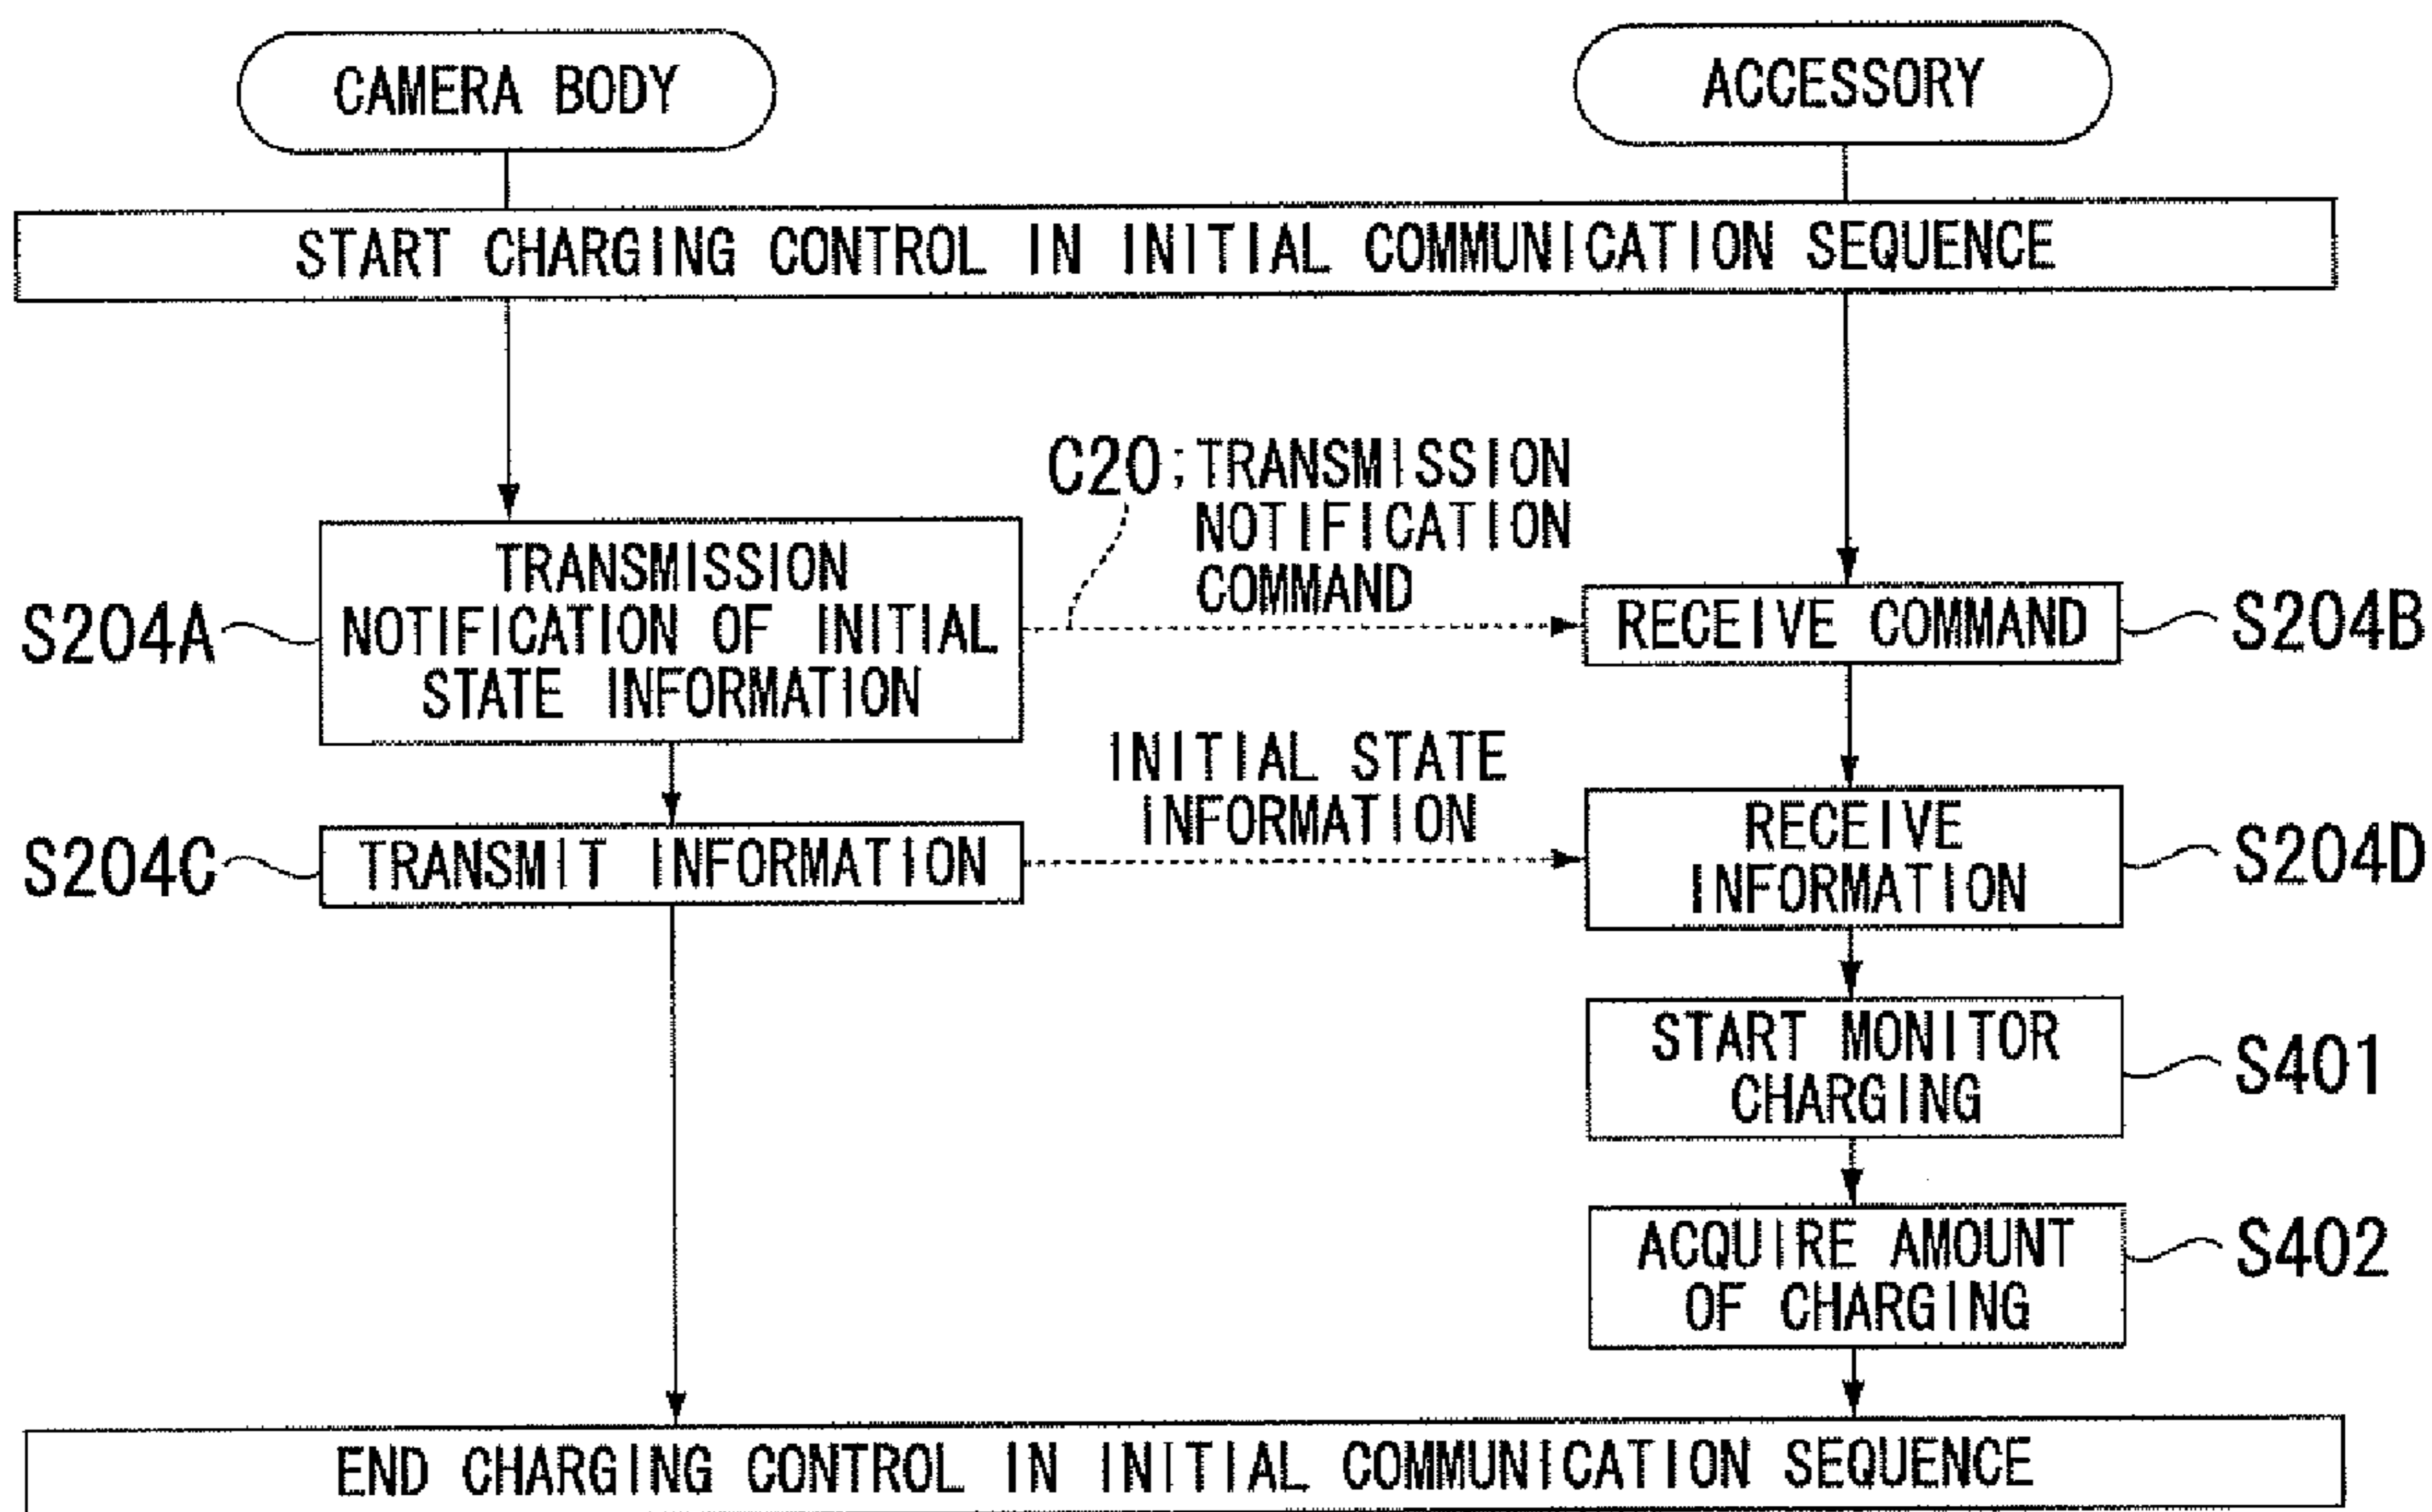 CAMERA BODY
ACCESSORY
START CHARGING CONTROL IN INITIAL COMMUNICATION SEQUENCE
C20;TRANSMISSION
NOTIFICATION
COMMAND
S204A
TRANSMISSION
NOTIFICATION OF INITIAL
STATE INFORMATION
RECEIVE COMMAND
S204B
INITIAL STATE
INFORMATION
S204C
TRANSMIT INFORMATION
RECEIVE
INFORMATION
S204D
START MONITOR
CHARGING
S401
ACQUIRE AMOUNT
OF CHARGING
S402
END CHARGING CONTROL IN INITIAL COMMUNICATION SEQUENCE